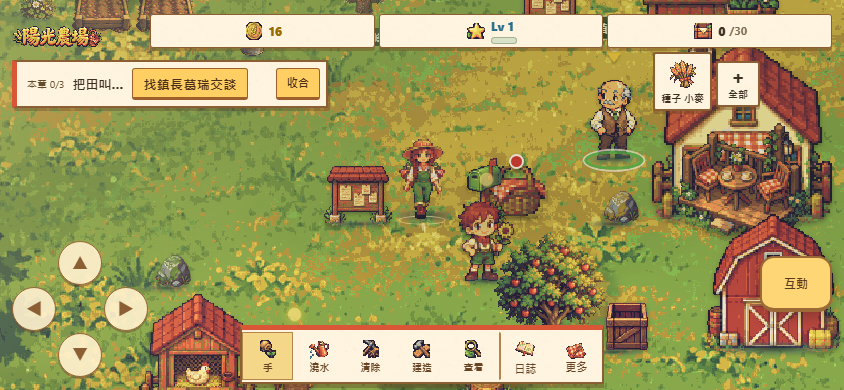 陽光農場
16
Lv 1
0 /30
本章 0/3 把田叫... 找鎮長葛瑞交談 收合
種子 小麥
+
全部
互動
手 澆水 清除 建造 查看 日誌 更多